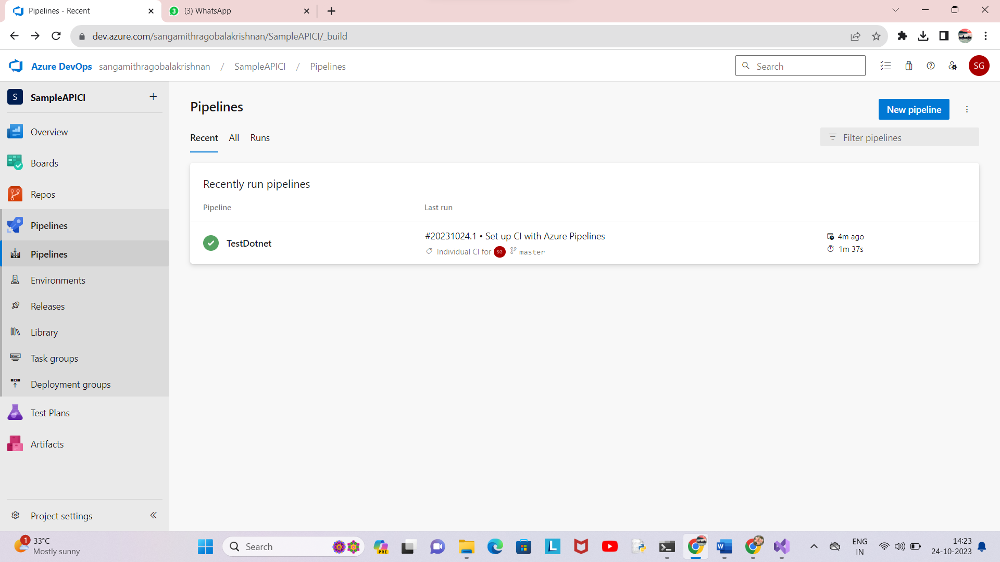 Pipelines - Recent
3
(3) WhatsApp
dev.azure.com/sangamithragobalakrishnan/SampleAPICI/_build
Azure DevOps sangamithragobalakrishnan / SampleAPICI / Pipelines
Search
SG
S SampleAPICI
Overview
Boards
Repos
Pipelines
Pipelines
Environments
Releases
Library
Task groups
Deployment groups
Test Plans
Artifacts
Project settings
Pipelines
New pipeline
Recent All Runs
Filter pipelines
Recently run pipelines
Pipeline Last run
TestDotnet
#20231024.1 • Set up CI with Azure Pipelines
Individual CI for SG master
4m ago
1m 37s
1
33°C
Mostly sunny
Search
PRE
L
W
ENG
IN
14:23
24-10-2023